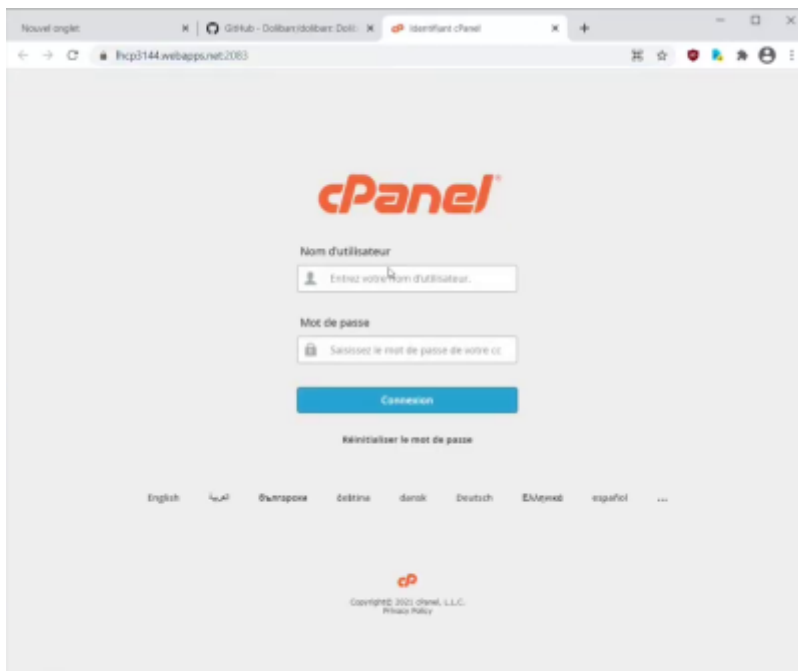 Nouvel onglet
GitHub - Dolibarr/dolibarr: Doli
Identifiant cPanel
lhcp3144.webapps.net:2083
cPanel
Nom d'utilisateur
Entrez votre nom d'utilisateur.
Mot de passe
Saisissez le mot de passe de votre cc
Connexion
Réinitialiser le mot de passe
English العربية български čeština dansk Deutsch Ελληνικά español ...
cP
Copyright© 2021 cPanel, L.L.C.
Privacy Policy